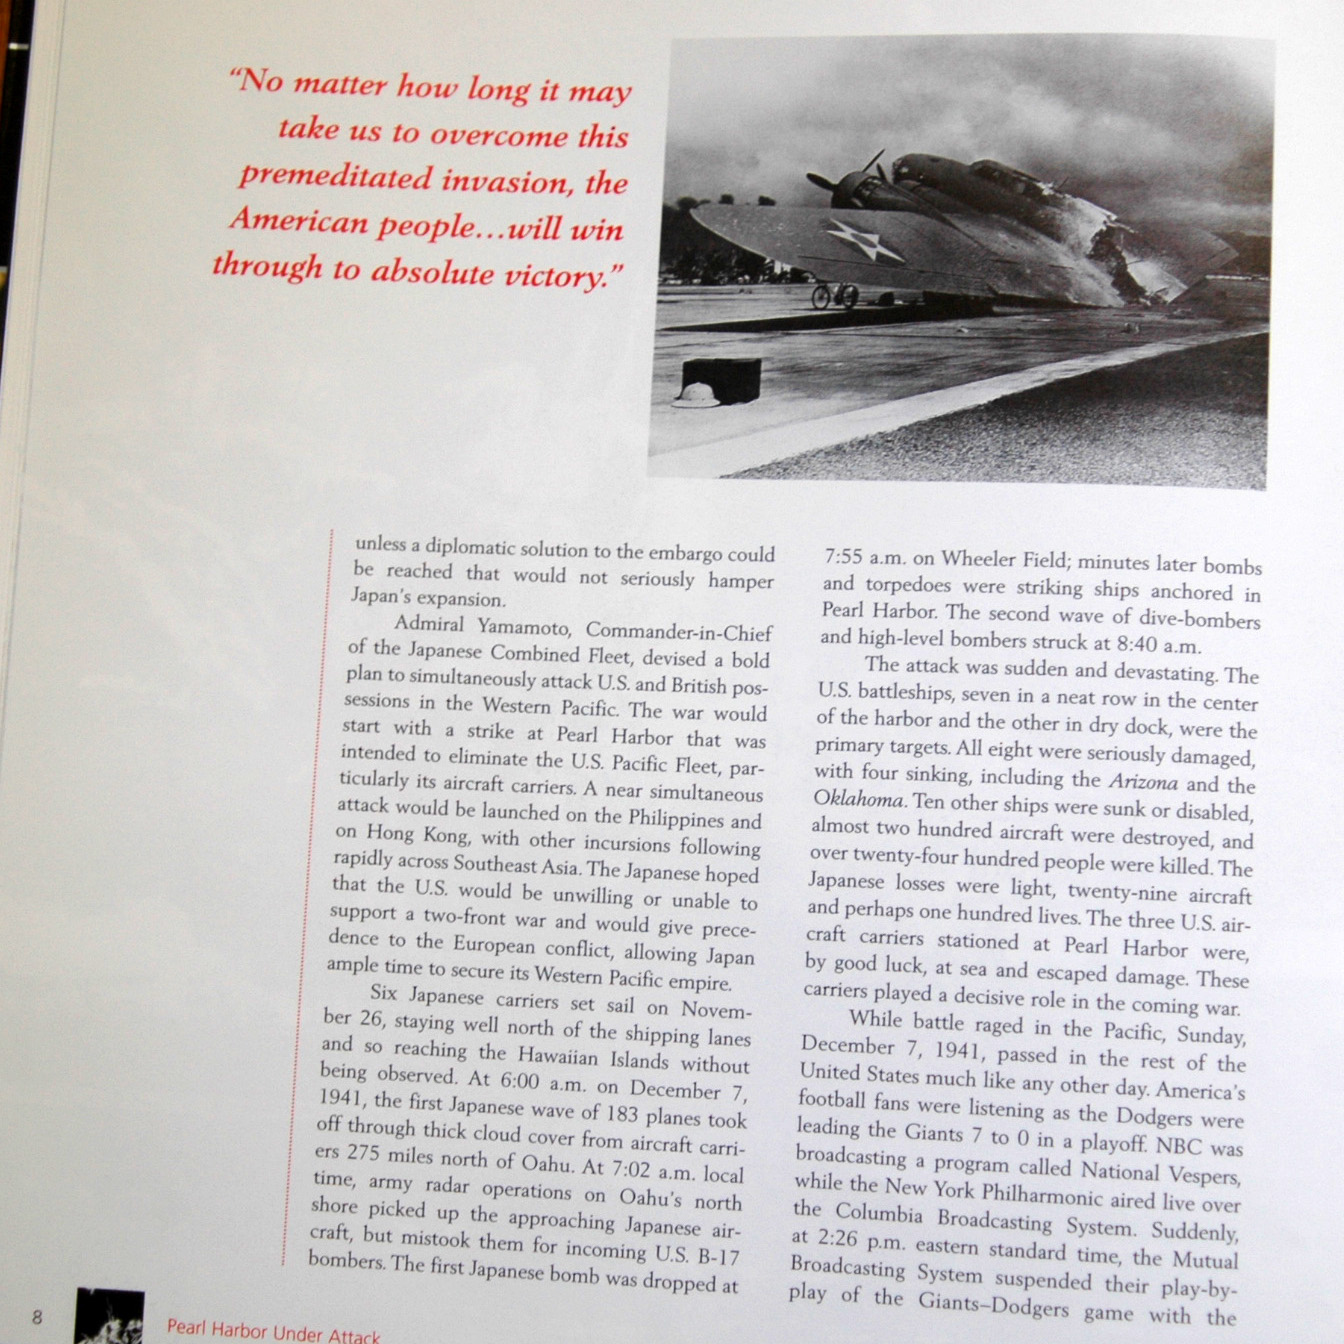 “No matter how long it may
take us to overcome this
premeditated invasion, the
American people...will win
through to absolute victory.”
unless a diplomatic solution to the embargo could
be reached that would not seriously hamper
Japan’s expansion.
Admiral Yamamoto, Commander-in-Chief
of the Japanese Combined Fleet, devised a bold
plan to simultaneously attack U.S. and British pos-
sessions in the Western Pacific. The war would
start with a strike at Pearl Harbor that was
intended to eliminate the U.S. Pacific Fleet, par-
ticularly its aircraft carriers. A near simultaneous
attack would be launched on the Philippines and
on Hong Kong, with other incursions following
rapidly across Southeast Asia. The Japanese hoped
that the U.S. would be unwilling or unable to
support a two-front war and would give prece-
dence to the European conflict, allowing Japan
ample time to secure its Western Pacific empire.
Six Japanese carriers set sail on Novem-
ber 26, staying well north of the shipping lanes
and so reaching the Hawaiian Islands without
being observed. At 6:00 a.m. on December 7,
1941, the first Japanese wave of 183 planes took
off through thick cloud cover from aircraft carri-
ers 275 miles north of Oahu. At 7:02 a.m. local
time, army radar operations on Oahu’s north
shore picked up the approaching Japanese air-
craft, but mistook them for incoming U.S. B-17
bombers. The first Japanese bomb was dropped at
7:55 a.m. on Wheeler Field; minutes later bombs
and torpedoes were striking ships anchored in
Pearl Harbor. The second wave of dive-bombers
and high-level bombers struck at 8:40 a.m.
The attack was sudden and devastating. The
U.S. battleships, seven in a neat row in the center
of the harbor and the other in dry dock, were the
primary targets. All eight were seriously damaged,
with four sinking, including the Arizona and the
Oklahoma. Ten other ships were sunk or disabled,
almost two hundred aircraft were destroyed, and
over twenty-four hundred people were killed. The
Japanese losses were light, twenty-nine aircraft
and perhaps one hundred lives. The three U.S. air-
craft carriers stationed at Pearl Harbor were,
by good luck, at sea and escaped damage. These
carriers played a decisive role in the coming war.
While battle raged in the Pacific, Sunday,
December 7, 1941, passed in the rest of the
United States much like any other day. America’s
football fans were listening as the Dodgers were
leading the Giants 7 to 0 in a playoff. NBC was
broadcasting a program called National Vespers,
while the New York Philharmonic aired live over
the Columbia Broadcasting System. Suddenly,
at 2:26 p.m. eastern standard time, the Mutual
Broadcasting System suspended their play-by-
play of the Giants–Dodgers game with the
8
Pearl Harbor Under Attack